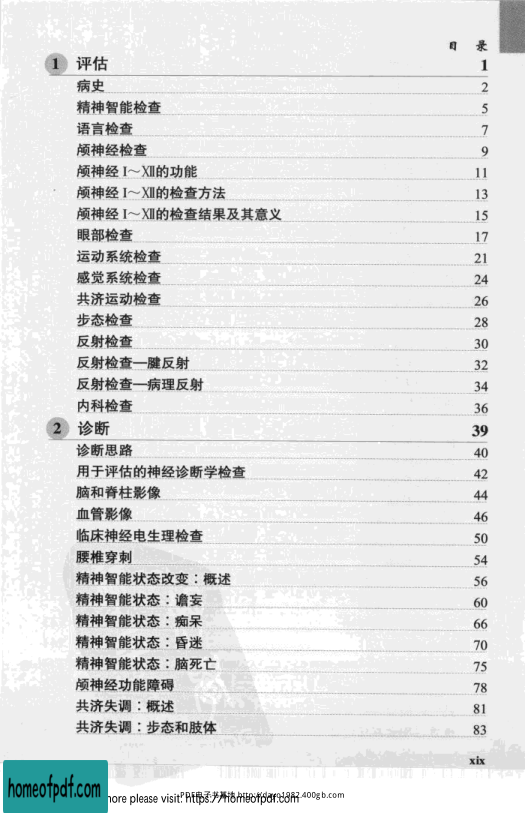 目 录
1 评估 1
病史 2
精神智能检查 5
语言检查 7
颅神经检查 9
颅神经 Ⅰ～Ⅻ的功能 11
颅神经 Ⅰ～Ⅻ的检查方法 13
颅神经 Ⅰ～Ⅻ的检查结果及其意义 15
眼部检查 17
运动系统检查 21
感觉系统检查 24
共济运动检查 26
步态检查 28
反射检查 30
反射检查—腱反射 32
反射检查—病理反射 34
内科检查 36
2 诊断 39
诊断思路 40
用于评估的神经诊断学检查 42
脑和脊柱影像 44
血管影像 46
临床神经电生理检查 50
腰椎穿刺 54
精神智能状态改变：概述 56
精神智能状态：谵妄 60
精神智能状态：痴呆 66
精神智能状态：昏迷 70
精神智能状态：脑死亡 75
颅神经功能障碍 78
共济失调：概述 81
共济失调：步态和肢体 83
xix
homeofpdf.com
more please visit: https://homeofpdf.com